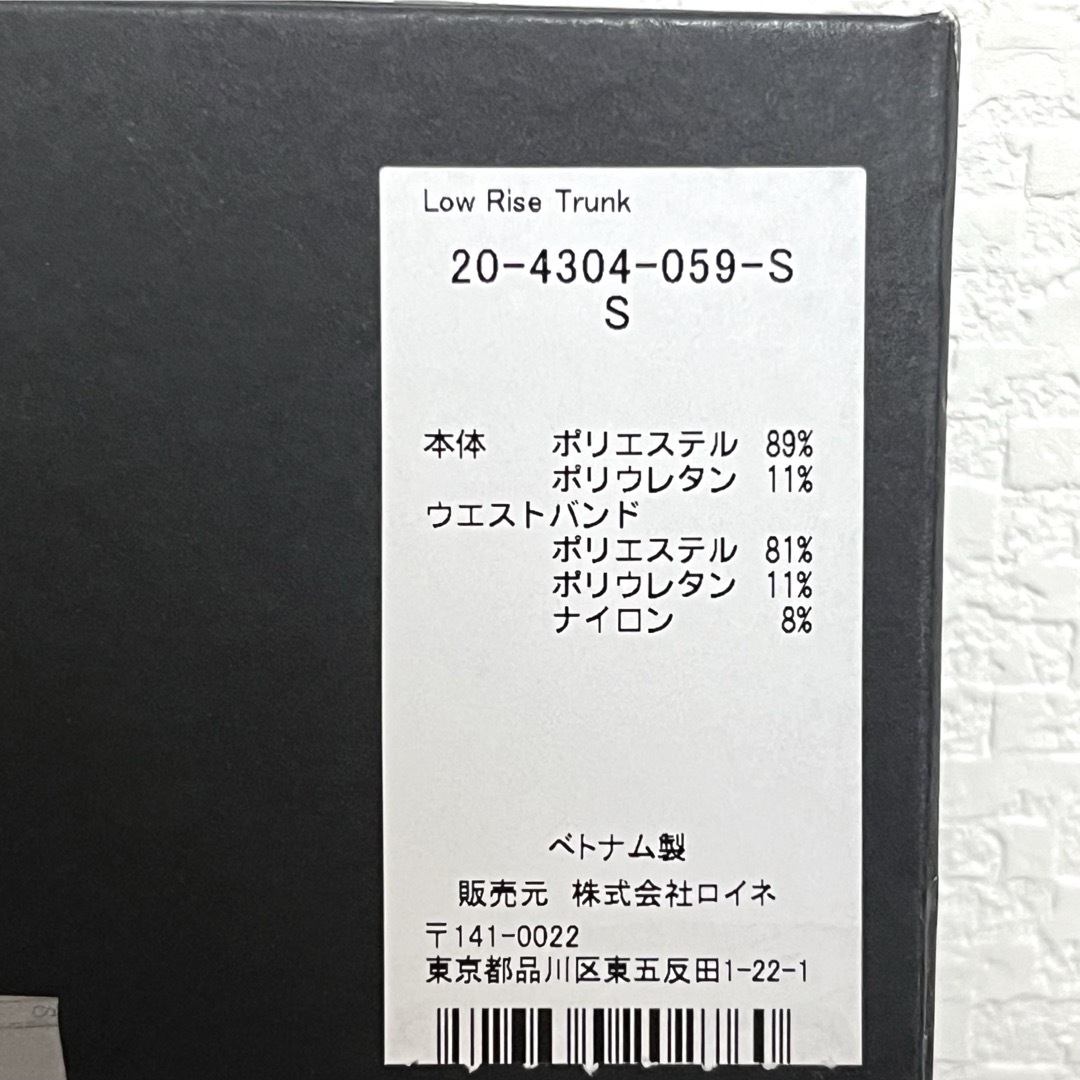 Low Rise Trunk
20-4304-059-S
S
本体 ポリエステル 89%
ポリウレタン 11%
ウエストバンド
ポリエステル 81%
ポリウレタン 11%
ナイロン 8%
ベトナム製
販売元 株式会社ロイネ
〒141-0022
東京都品川区東五反田1-22-1
S